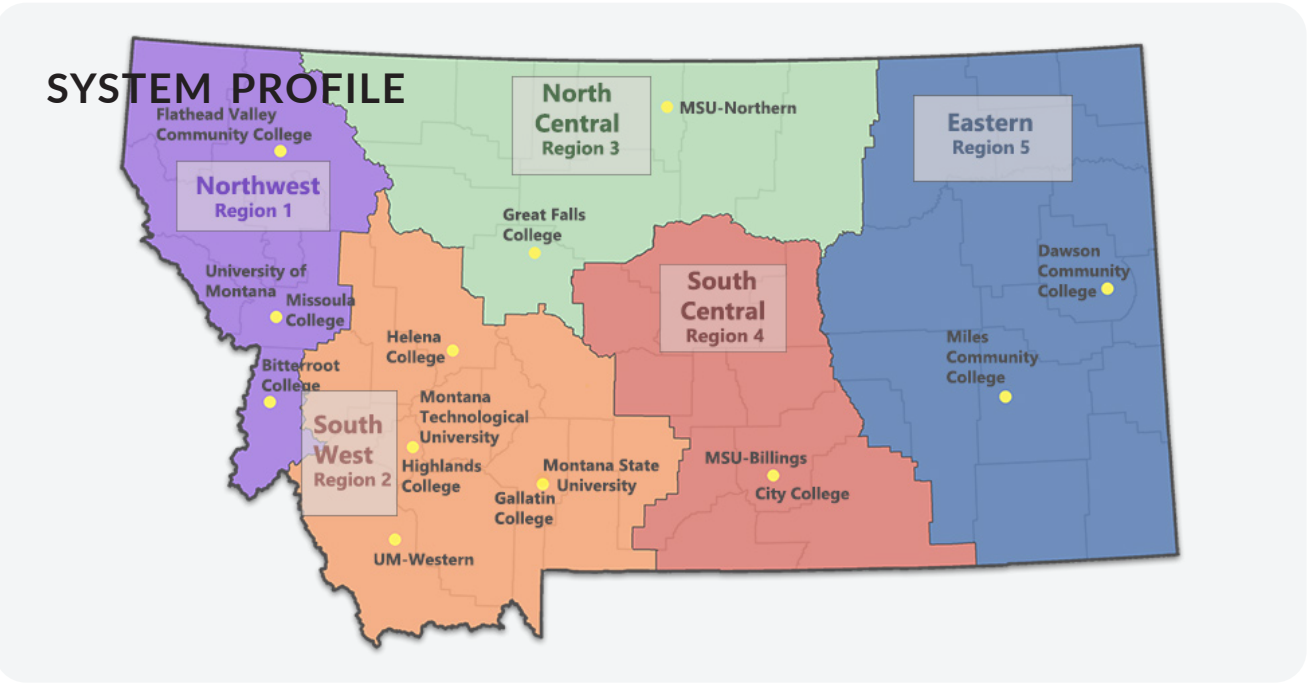 SYSTEM PROFILE
Flathead Valley
Community College
Northwest
Region 1
University of
Montana
Missoula
College
Bitterroot
College
North
Central
Region 3
MSU-Northern
Great Falls
College
Eastern
Region 5
Dawson
Community
College
Miles
Community
College
South
Central
Region 4
MSU-Billings
City College
Helena
College
Montana
Technological
University
Highlands
College
South
West
Region 2
Montana State
University
Gallatin
College
UM-Western